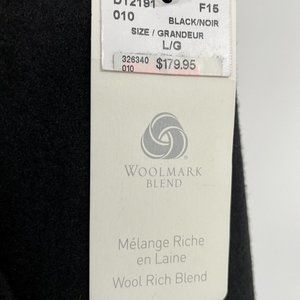 D12191 F15
010 BLACK/NOIR
SIZE / GRANDEUR
L/G
326340
010 $179.95
WOOLMARK
BLEND
Mélange Riche
en Laine
Wool Rich Blend